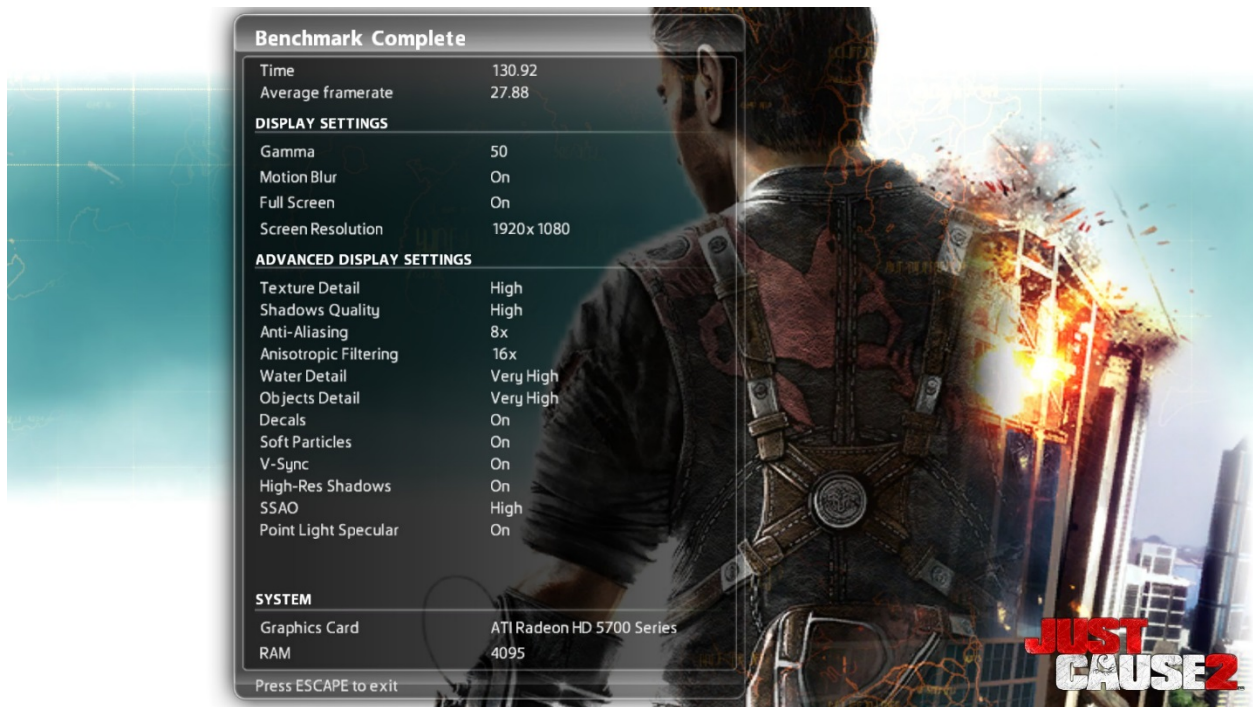 Benchmark Complete
Time 130.92
Average framerate 27.88
DISPLAY SETTINGS
Gamma 50
Motion Blur On
Full Screen On
Screen Resolution 1920x1080
ADVANCED DISPLAY SETTINGS
Texture Detail High
Shadows Quality High
Anti-Aliasing 8x
Anisotropic Filtering 16x
Water Detail Very High
Objects Detail Very High
Decals On
Soft Particles On
V-Sync On
High-Res Shadows On
SSAO High
Point Light Specular On
SYSTEM
Graphics Card ATI Radeon HD 5700 Series
RAM 4095
Press ESCAPE to exit
JUST
CAUSE2